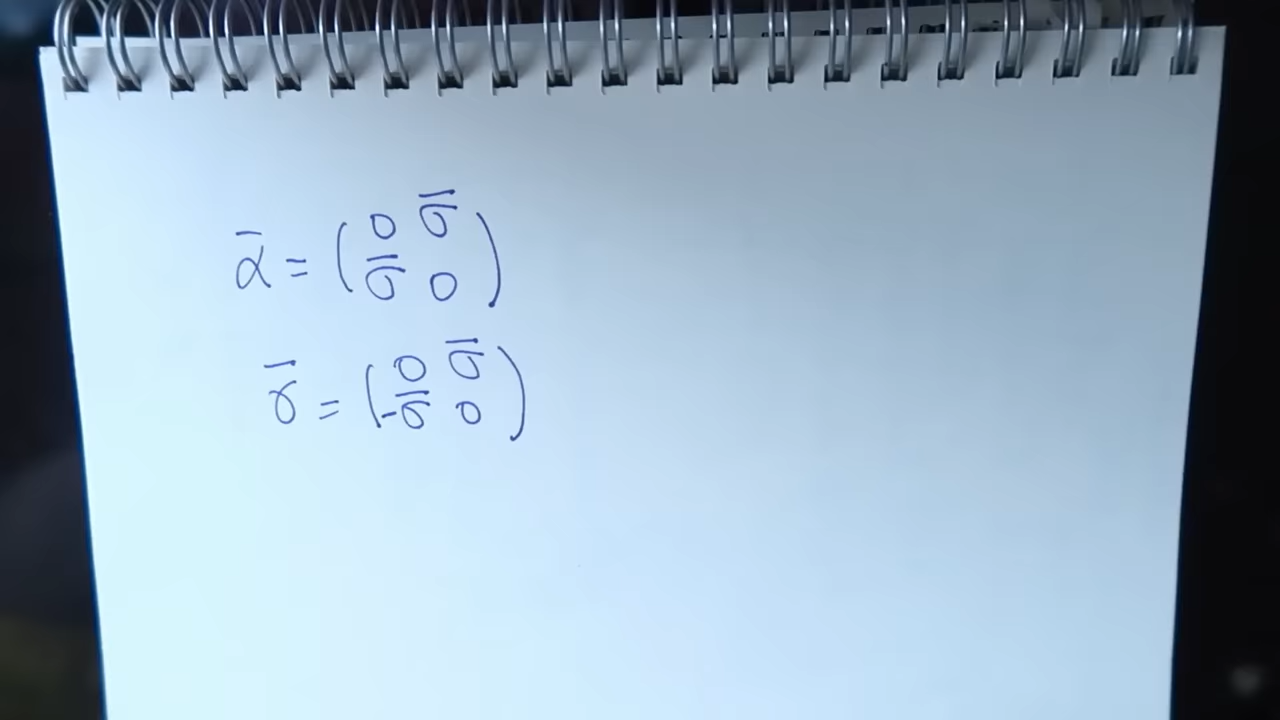 ᾱ = ( 0 σ̄
σ̄ 0 )
γ̄ = ( 0 σ̄
-σ̄ 0 )